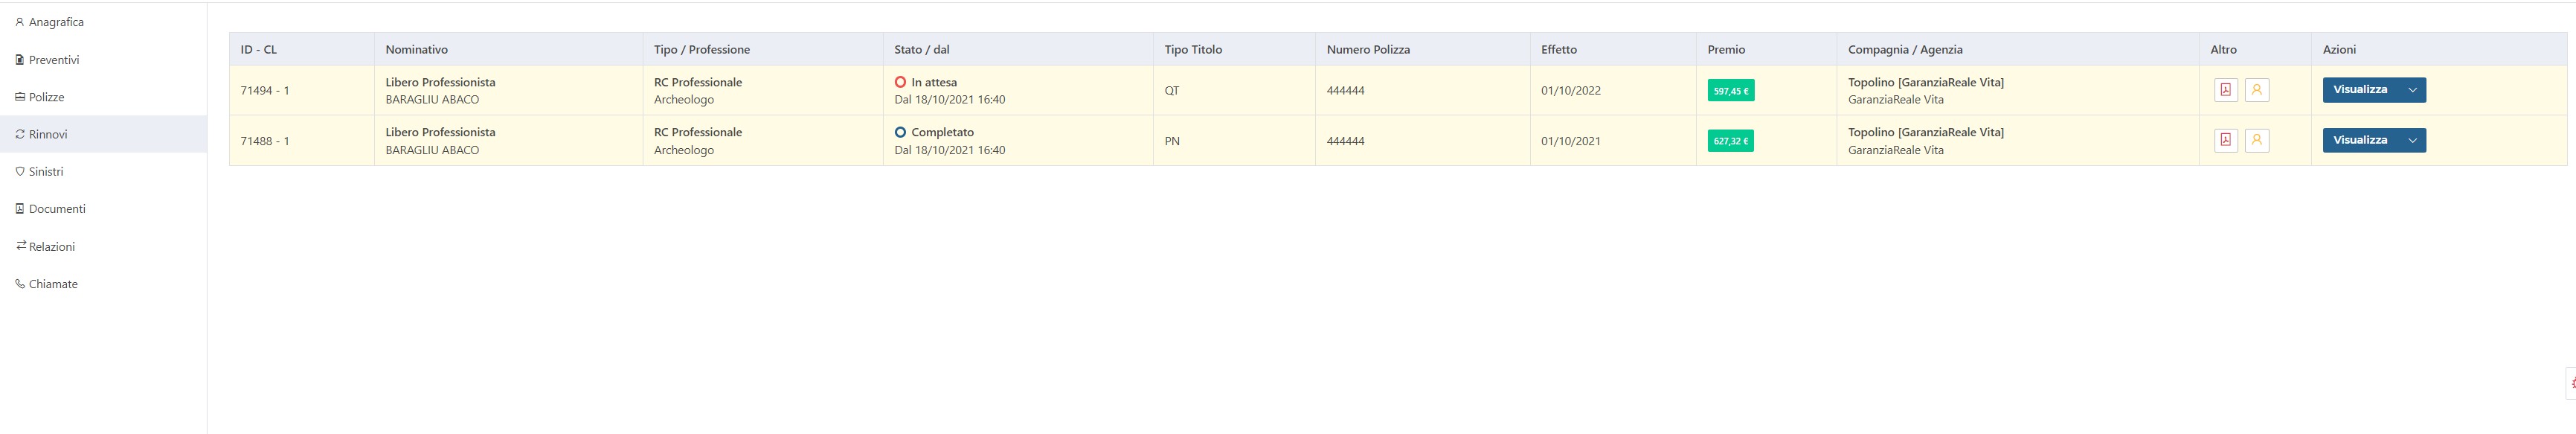 Anagrafica
Preventivi
Polizze
Rinnovi
Sinistri
Documenti
Relazioni
Chiamate
ID - CL Nominativo Tipo / Professione Stato / dal Tipo Titolo Numero Polizza Effetto Premio Compagnia / Agenzia Altro Azioni
71494 - 1 Libero Professionista RC Professionale In attesa QT 444444 01/10/2022 597,45 € Topolino [GaranziaReale Vita] Visualizza
BARAGLIU ABACO Archeologo Dal 18/10/2021 16:40 GaranziaReale Vita
71488 - 1 Libero Professionista RC Professionale Completato PN 444444 01/10/2021 627,32 € Topolino [GaranziaReale Vita] Visualizza
BARAGLIU ABACO Archeologo Dal 18/10/2021 16:40 GaranziaReale Vita